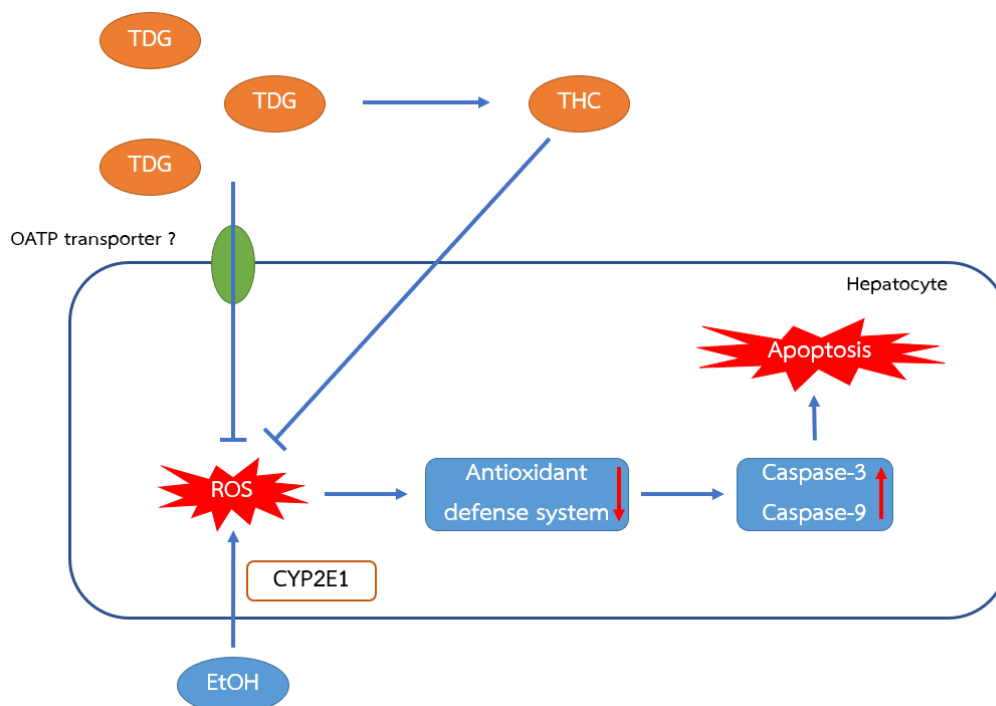 TDG
TDG
THC
TDG
OATP transporter ?
Hepatocyte
Apoptosis
ROS
Antioxidant
defense system
Caspase-3
Caspase-9
CYP2E1
EtOH